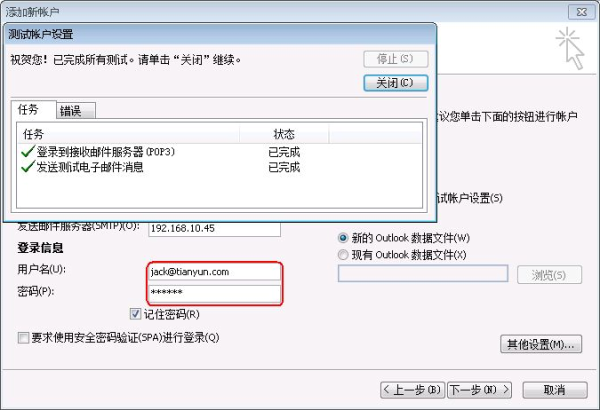 添加新帐户
测试帐户设置
祝贺您！已完成所有测试。请单击“关闭”继续。
停止(S)
关闭(C)
任务
错误
任务 状态
登录到接收邮件服务器(POP3) 已完成
发送测试电子邮件消息 已完成
议您单击下面的按钮进行帐户
试帐户设置(S)
发送邮件服务器(SMTP)(O): 192.168.10.45
登录信息
用户名(U): jack@tianyun.com
密码(P): ******
记住密码(R)
要求使用安全密码验证(SPA)进行登录(Q)
新的 Outlook 数据文件(W)
现有 Outlook 数据文件(X)
浏览(S)
其他设置(M)...
< 上一步(B)
下一步(N) >
取消